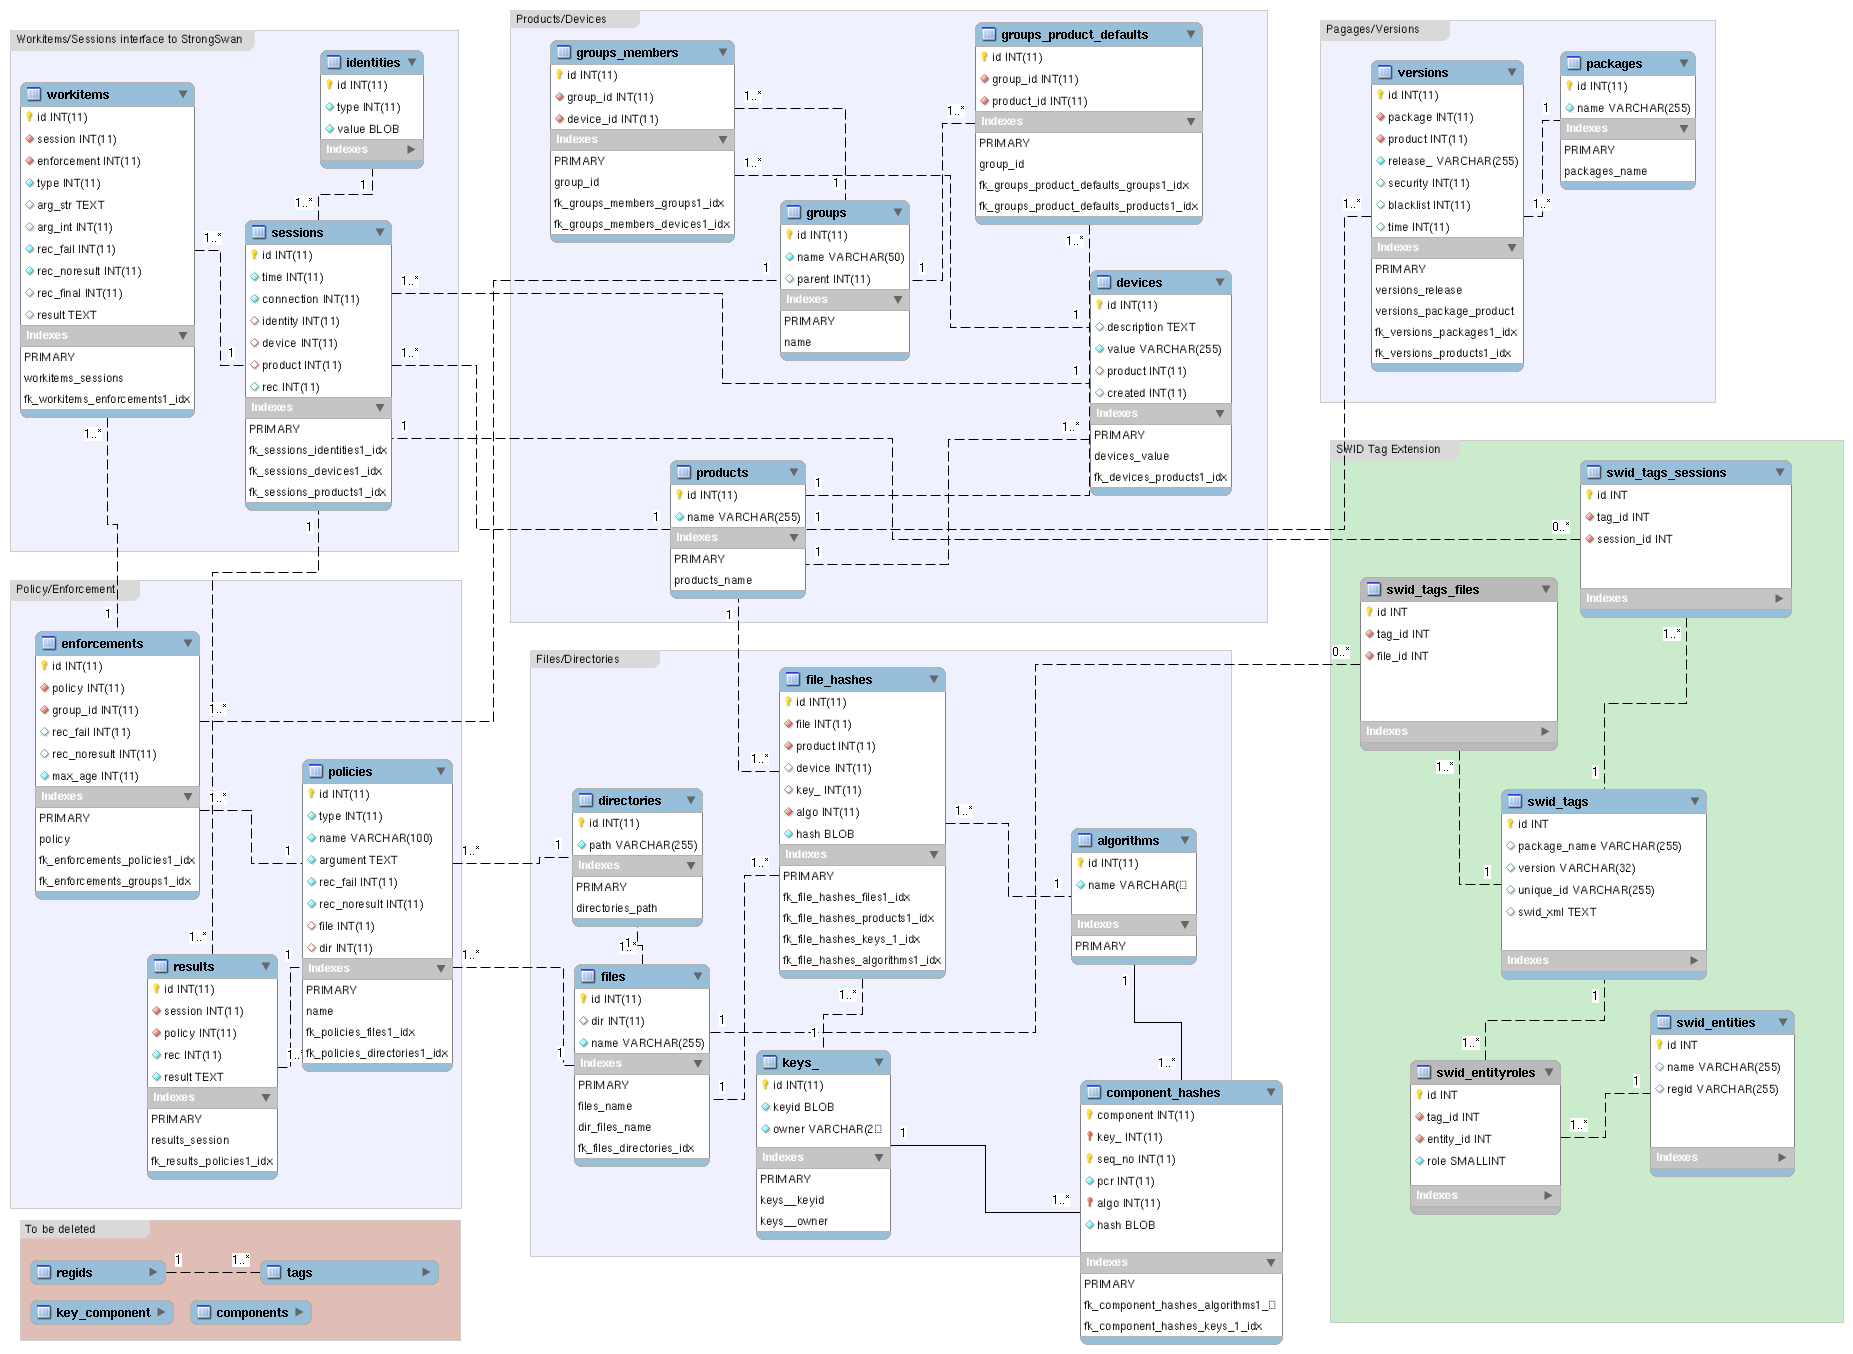 Workitems/Sessions interface to StrongSwan
workitems
id INT(11)
session INT(11)
enforcement INT(11)
type INT(11)
arg_str TEXT
arg_int INT(11)
rec_fail INT(11)
rec_noresult INT(11)
rec_final INT(11)
result TEXT
Indexes
PRIMARY
workitems_sessions
fk_workitems_enforcements1_idx
identities
id INT(11)
type INT(11)
value BLOB
Indexes
1
1..*
sessions
id INT(11)
time INT(11)
connection INT(11)
identity INT(11)
device INT(11)
product INT(11)
rec INT(11)
Indexes
PRIMARY
fk_sessions_identities1_idx
fk_sessions_devices1_idx
fk_sessions_products1_idx
1..*
1
1..*
1..*
1
1..*
1
Products/Devices
groups_members
id INT(11)
group_id INT(11)
device_id INT(11)
Indexes
PRIMARY
group_id
fk_groups_members_groups1_idx
fk_groups_members_devices1_idx
1..*
1..*
1
groups
id INT(11)
name VARCHAR(50)
parent INT(11)
Indexes
PRIMARY
name
1
1
1..*
groups_product_defaults
id INT(11)
group_id INT(11)
product_id INT(11)
Indexes
PRIMARY
group_id
fk_groups_product_defaults_groups1_idx
fk_groups_product_defaults_products1_idx
1..*
devices
id INT(11)
description TEXT
value VARCHAR(255)
product INT(11)
created INT(11)
Indexes
PRIMARY
devices_value
fk_devices_products1_idx
1
1
1..*
products
id INT(11)
name VARCHAR(255)
Indexes
PRIMARY
products_name
1
1
1
1
1
Pagages/Versions
versions
id INT(11)
package INT(11)
product INT(11)
release_ VARCHAR(255)
security INT(11)
blacklist INT(11)
time INT(11)
Indexes
PRIMARY
versions_release
versions_package_product
fk_versions_packages1_idx
fk_versions_products1_idx
packages
id INT(11)
name VARCHAR(255)
Indexes
PRIMARY
packages_name
1
1..*
1..*
Policy/Enforcement
1
enforcements
id INT(11)
policy INT(11)
group_id INT(11)
rec_fail INT(11)
rec_noresult INT(11)
max_age INT(11)
Indexes
PRIMARY
policy
fk_enforcements_policies1_idx
fk_enforcements_groups1_idx
1..*
1..*
1
policies
id INT(11)
type INT(11)
name VARCHAR(100)
argument TEXT
rec_fail INT(11)
rec_noresult INT(11)
file INT(11)
dir INT(11)
Indexes
PRIMARY
name
fk_policies_files1_idx
fk_policies_directories1_idx
1..*
1..*
1..*
1
1..*
results
id INT(11)
session INT(11)
policy INT(11)
rec INT(11)
result TEXT
Indexes
PRIMARY
results_session
fk_results_policies1_idx
Files/Directories
file_hashes
id INT(11)
file INT(11)
product INT(11)
device INT(11)
key_ INT(11)
algo INT(11)
hash BLOB
Indexes
PRIMARY
fk_file_hashes_files1_idx
fk_file_hashes_products1_idx
fk_file_hashes_keys_1_idx
fk_file_hashes_algorithms1_idx
1..*
1..*
1..*
1..*
directories
id INT(11)
path VARCHAR(255)
Indexes
PRIMARY
directories_path
1
1
1..*
files
id INT(11)
dir INT(11)
name VARCHAR(255)
Indexes
PRIMARY
files_name
dir_files_name
fk_files_directories_idx
1
1
1
algorithms
id INT(11)
name VARCHAR(
Indexes
PRIMARY
1
1
1..*
keys_
id INT(11)
keyid BLOB
owner VARCHAR(2
Indexes
PRIMARY
keys__keyid
keys__owner
1
1
1..*
component_hashes
component INT(11)
key_ INT(11)
seq_no INT(11)
pcr INT(11)
algo INT(11)
hash BLOB
Indexes
PRIMARY
fk_component_hashes_algorithms1_
fk_component_hashes_keys_1_idx
SWID Tag Extension
swid_tags_sessions
id INT
tag_id INT
session_id INT
Indexes
0..*
1..*
swid_tags_files
id INT
tag_id INT
file_id INT
Indexes
0..*
1..*
1
1
swid_tags
id INT
package_name VARCHAR(255)
version VARCHAR(32)
unique_id VARCHAR(255)
swid_xml TEXT
Indexes
1
1..*
swid_entityroles
id INT
tag_id INT
entity_id INT
role SMALLINT
Indexes
1..*
1
swid_entities
id INT
name VARCHAR(255)
regid VARCHAR(255)
Indexes
To be deleted
regids
1
1..*
tags
key_component
components